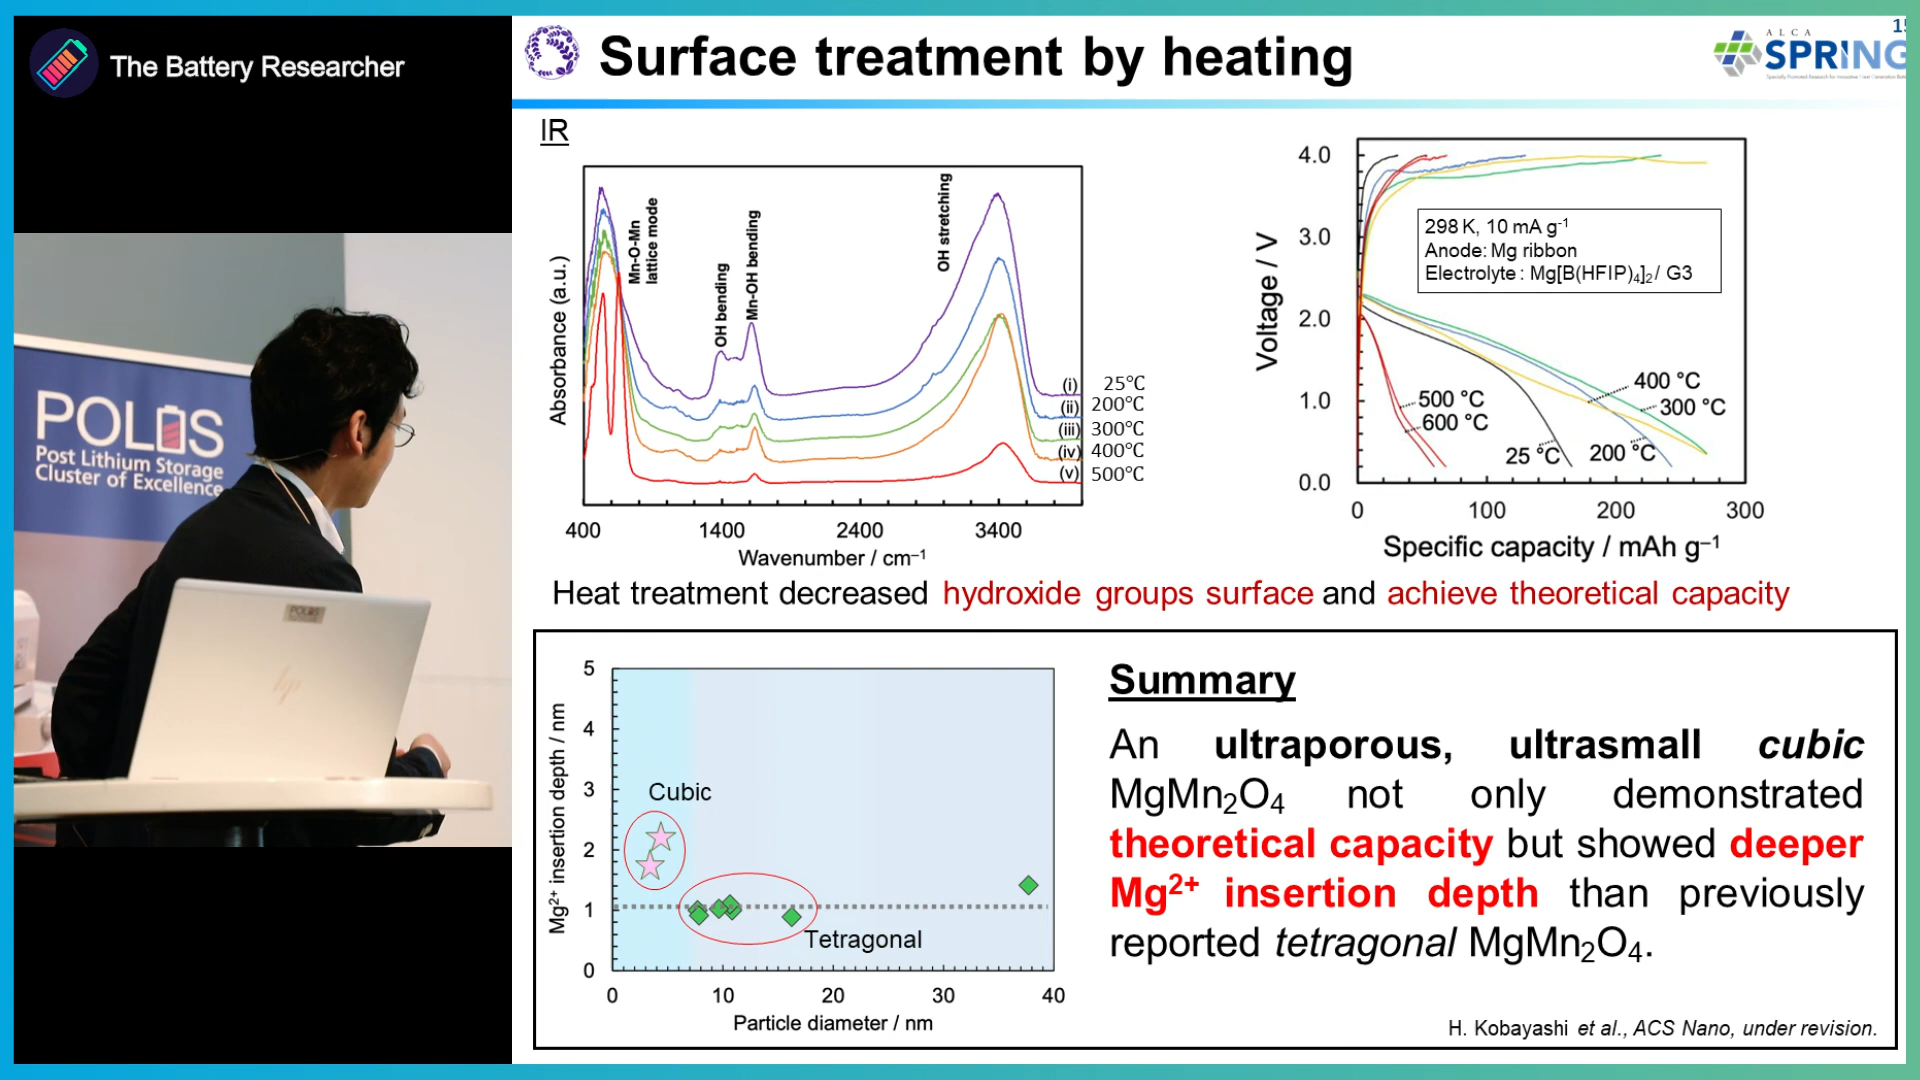 The Battery Researcher
POLiS
Post Lithium Storage
Cluster of Excellence
POLiS
hp
Surface treatment by heating
15
ALCA
SPRING
IR
Absorbance (a.u.)
Mn-O-Mn
lattice mode
OH bending
Mn-OH bending
OH stretching
(i) 25℃
(ii) 200℃
(iii) 300℃
(iv) 400℃
(v) 500℃
400 1400 2400 3400
Wavenumber / cm⁻¹
Voltage / V
4.0
3.0
2.0
1.0
0.0
298 K, 10 mA g⁻¹
Anode: Mg ribbon
Electrolyte : Mg[B(HFIP)₄]₂ / G3
400 °C
300 °C
500 °C
600 °C
25 °C
200 °C
0 100 200 300
Specific capacity / mAh g⁻¹
Heat treatment decreased hydroxide groups surface and achieve theoretical capacity
Mg²⁺ insertion depth / nm
5
4
3
2
1
0
Cubic
Tetragonal
0 10 20 30 40
Particle diameter / nm
Summary
An ultraporous, ultrasmall cubic
MgMn₂O₄ not only demonstrated
theoretical capacity but showed deeper
Mg²⁺ insertion depth than previously
reported tetragonal MgMn₂O₄.
H. Kobayashi et al., ACS Nano, under revision.